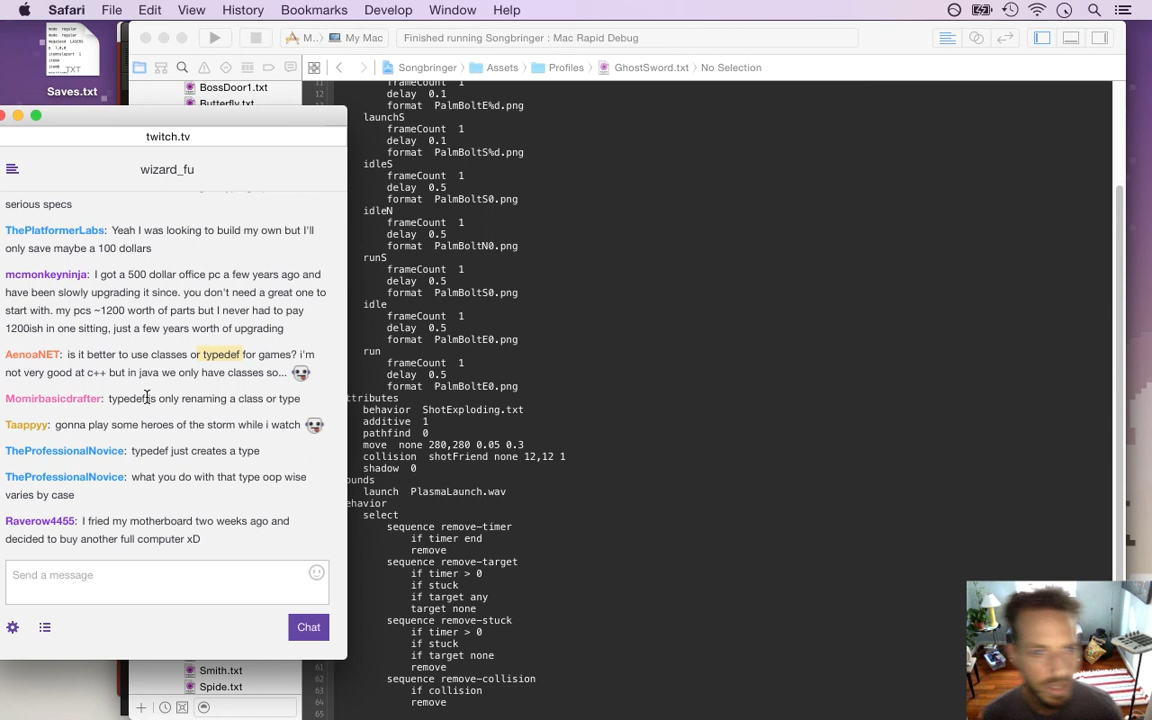 Safari File Edit View History Bookmarks Develop Window Help
TXT
Saves.txt
M.. My Mac
Finished running Songbringer : Mac Rapid Debug
Songbringer Assets Profiles GhostSword.txt No Selection
BossDoor1.txt
Butterfly.txt
twitch.tv
wizard_fu
serious specs
ThePlatformerLabs: Yeah I was looking to build my own but I'll
only save maybe a 100 dollars
mcmonkeyninja: I got a 500 dollar office pc a few years ago and
have been slowly upgrading it since. you don't need a great one to
start with. my pcs ~1200 worth of parts but I never had to pay
1200ish in one sitting, just a few years worth of upgrading
AenoaNET: is it better to use classes or typedef for games? i'm
not very good at c++ but in java we only have classes so...
Momirbasicdrafter: typedef is only renaming a class or type
Taappyy: gonna play some heroes of the storm while i watch
TheProfessionalNovice: typedef just creates a type
TheProfessionalNovice: what you do with that type oop wise
varies by case
Raverow4455: I fried my motherboard two weeks ago and
decided to buy another full computer xD
Send a message
Chat
Smith.txt
Spide.txt
frameCount 1
12
delay 0.1
format PalmBoltE%d.png
launchS
frameCount 1
delay 0.1
format PalmBoltS%d.png
idleS
frameCount 1
delay 0.5
format PalmBoltS0.png
idleN
frameCount 1
delay 0.5
format PalmBoltN0.png
runS
frameCount 1
delay 0.5
format PalmBoltS0.png
idle
frameCount 1
delay 0.5
format PalmBoltE0.png
run
frameCount 1
delay 0.5
format PalmBoltE0.png
ttributes
behavior ShotExploding.txt
additive 1
pathfind 0
move none 280,280 0.05 0.3
collision shotFriend none 12,12 1
shadow 0
ounds
launch PlasmaLaunch.wav
ehavior
select
sequence remove-timer
if timer end
remove
sequence remove-target
if timer > 0
if stuck
if target any
target none
sequence remove-stuck
if timer > 0
if stuck
if target none
61 remove
62 sequence remove-collision
63 if collision
64 remove
65